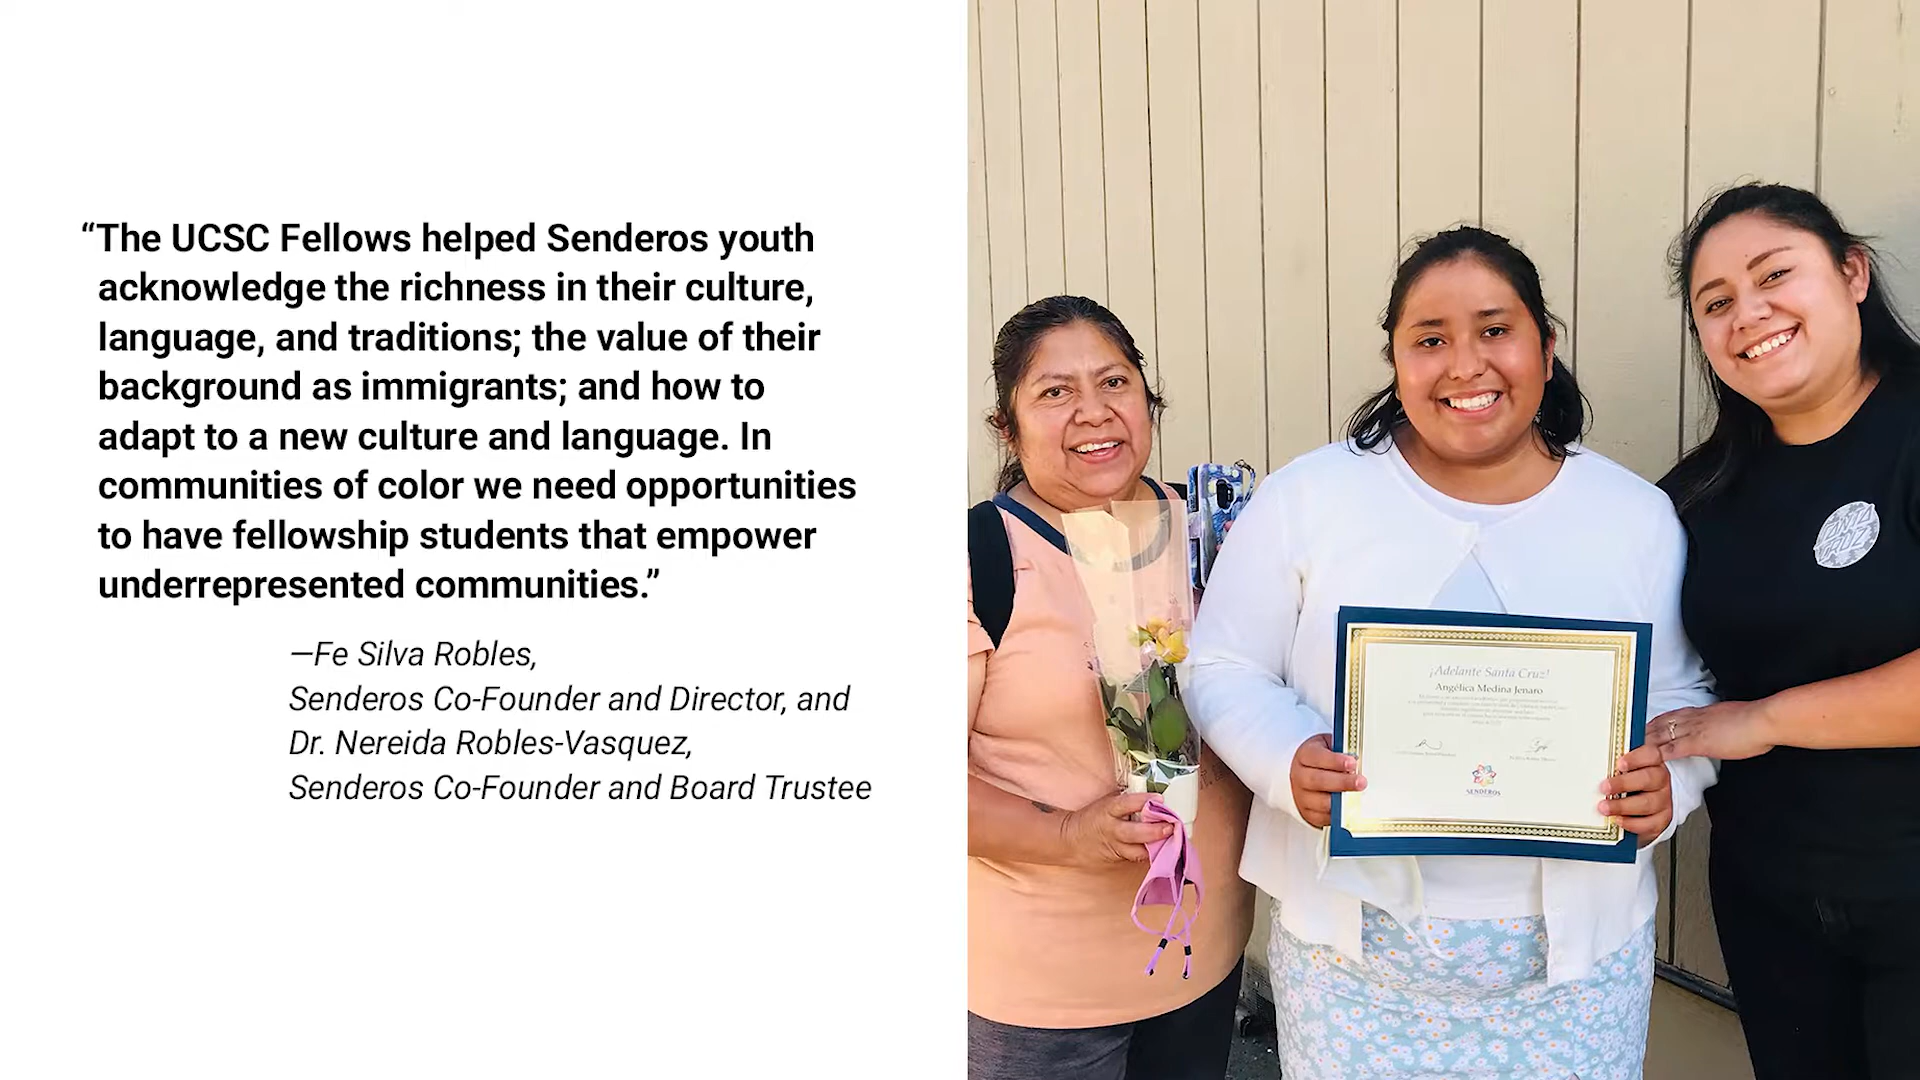 “The UCSC Fellows helped Senderos youth
acknowledge the richness in their culture,
language, and traditions; the value of their
background as immigrants; and how to
adapt to a new culture and language. In
communities of color we need opportunities
to have fellowship students that empower
underrepresented communities.”
—Fe Silva Robles,
Senderos Co-Founder and Director, and
Dr. Nereida Robles-Vasquez,
Senderos Co-Founder and Board Trustee
SANTA
CRUZ
¡Adelante Santa Cruz!
Angélica Medina Jenaro
SENDEROS